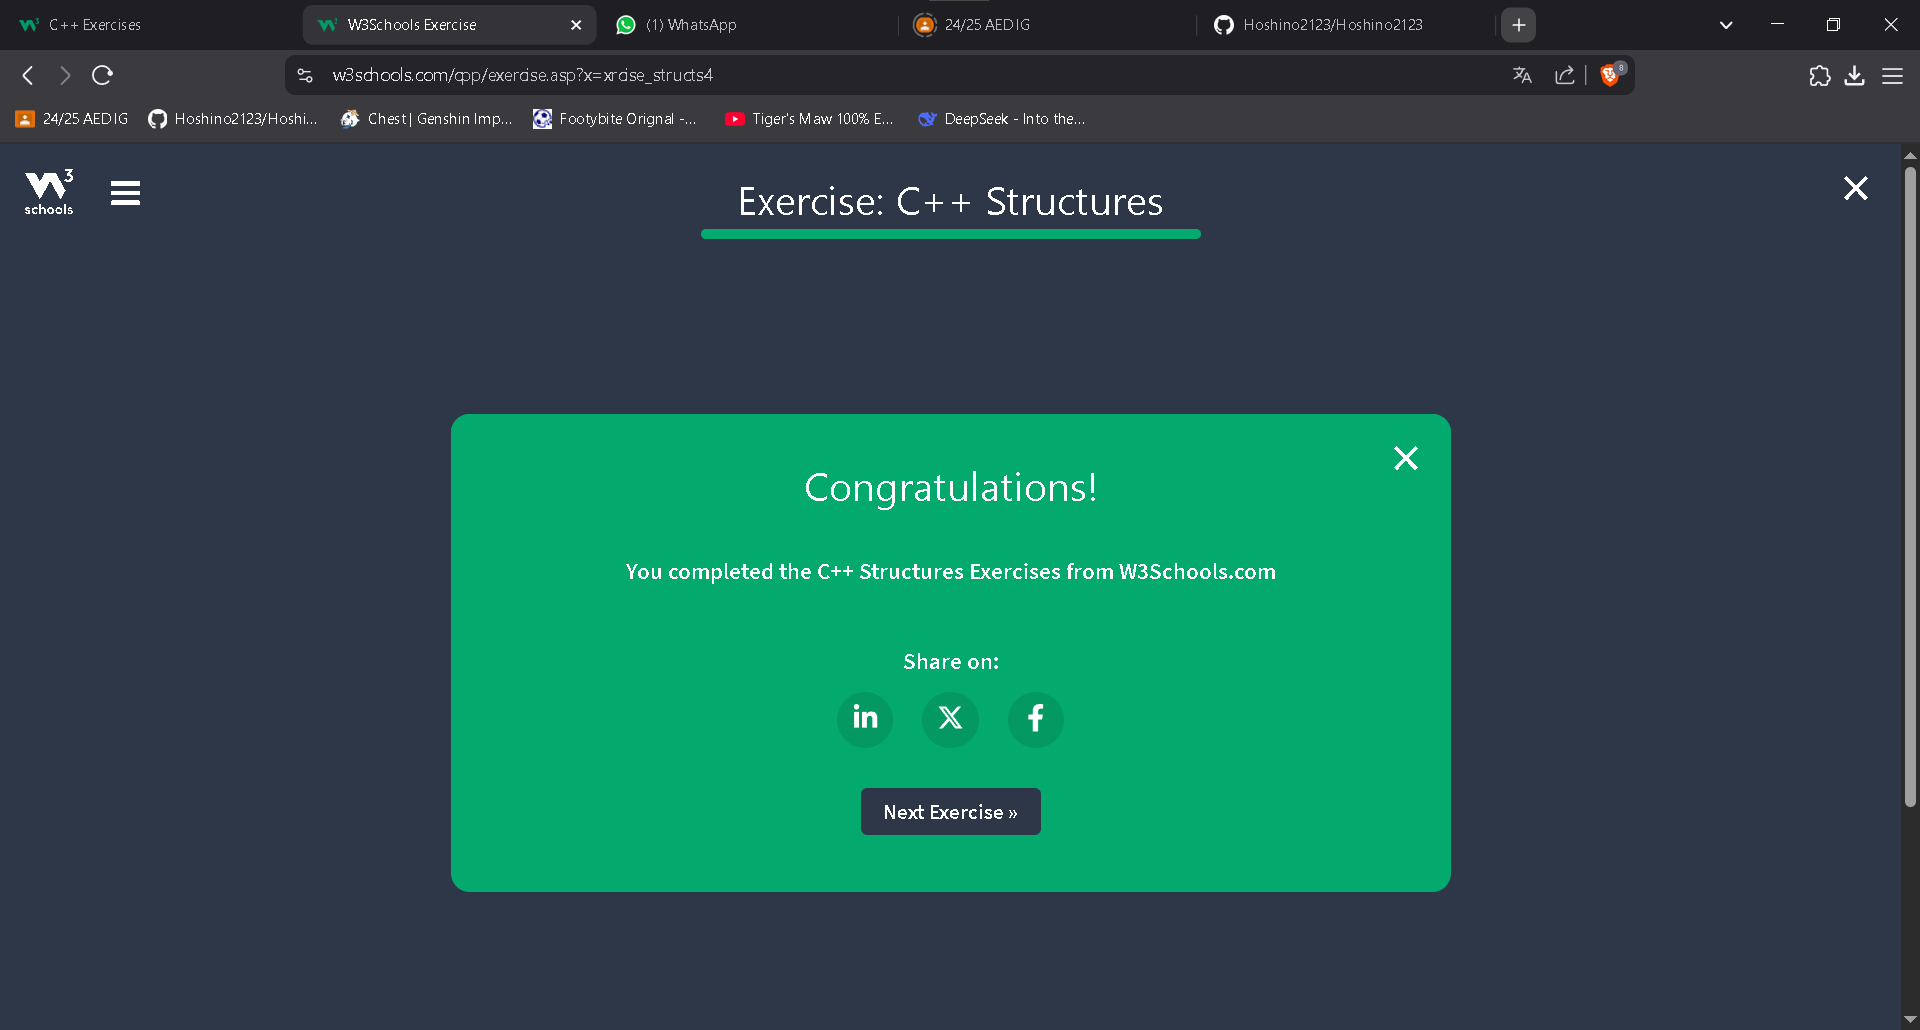 C++ Exercises
W3Schools Exercise
(1) WhatsApp
24/25 AEDIG
Hoshino2123/Hoshino2123
w3schools.com/cpp/exercise.asp?x=xrcise_structs4
0
24/25 AEDIG
Hoshino2123/Hoshi...
Chest | Genshin Imp...
Footybite Orignal -...
Tiger's Maw 100% E...
DeepSeek - Into the...
W3
schools
Exercise: C++ Structures
Congratulations!
You completed the C++ Structures Exercises from W3Schools.com
Share on:
in
X
f
Next Exercise »